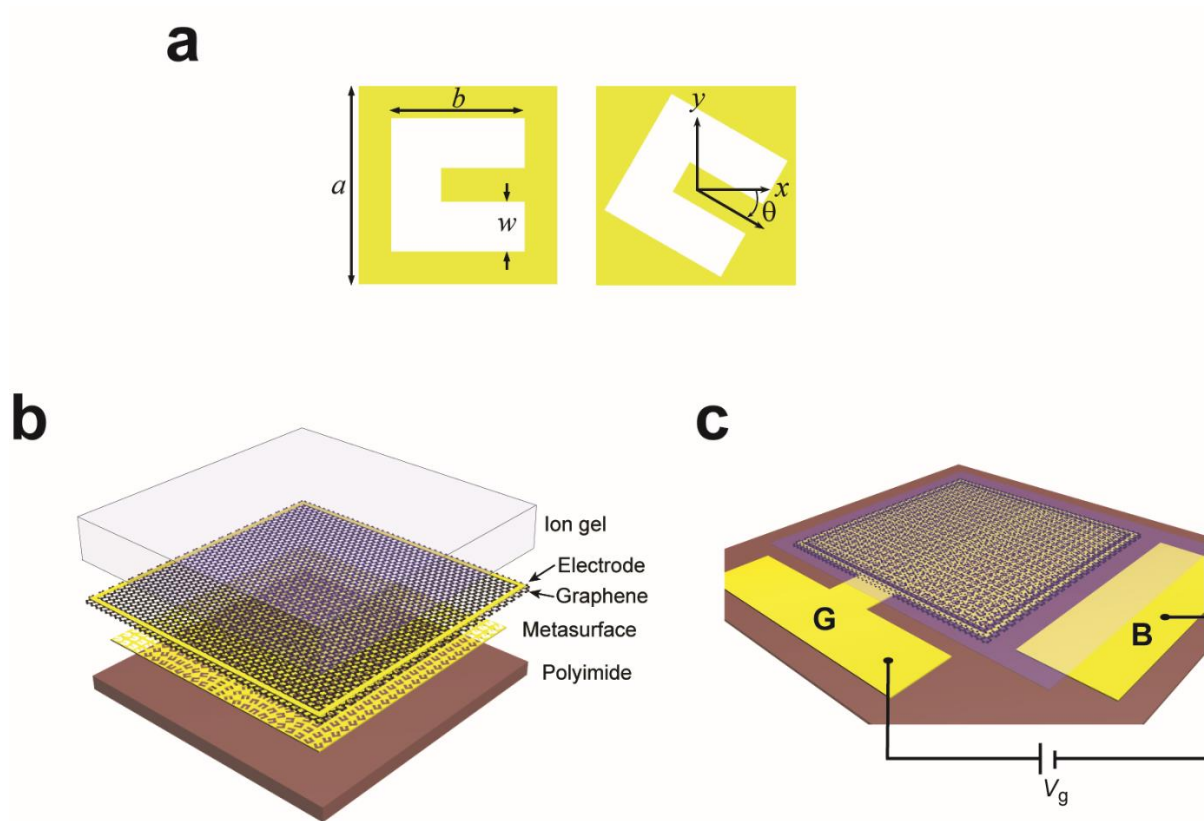 a
b
a
w
y
x
θ
b
Ion gel
Electrode
Graphene
Metasurface
Polyimide
c
G
B
Vg